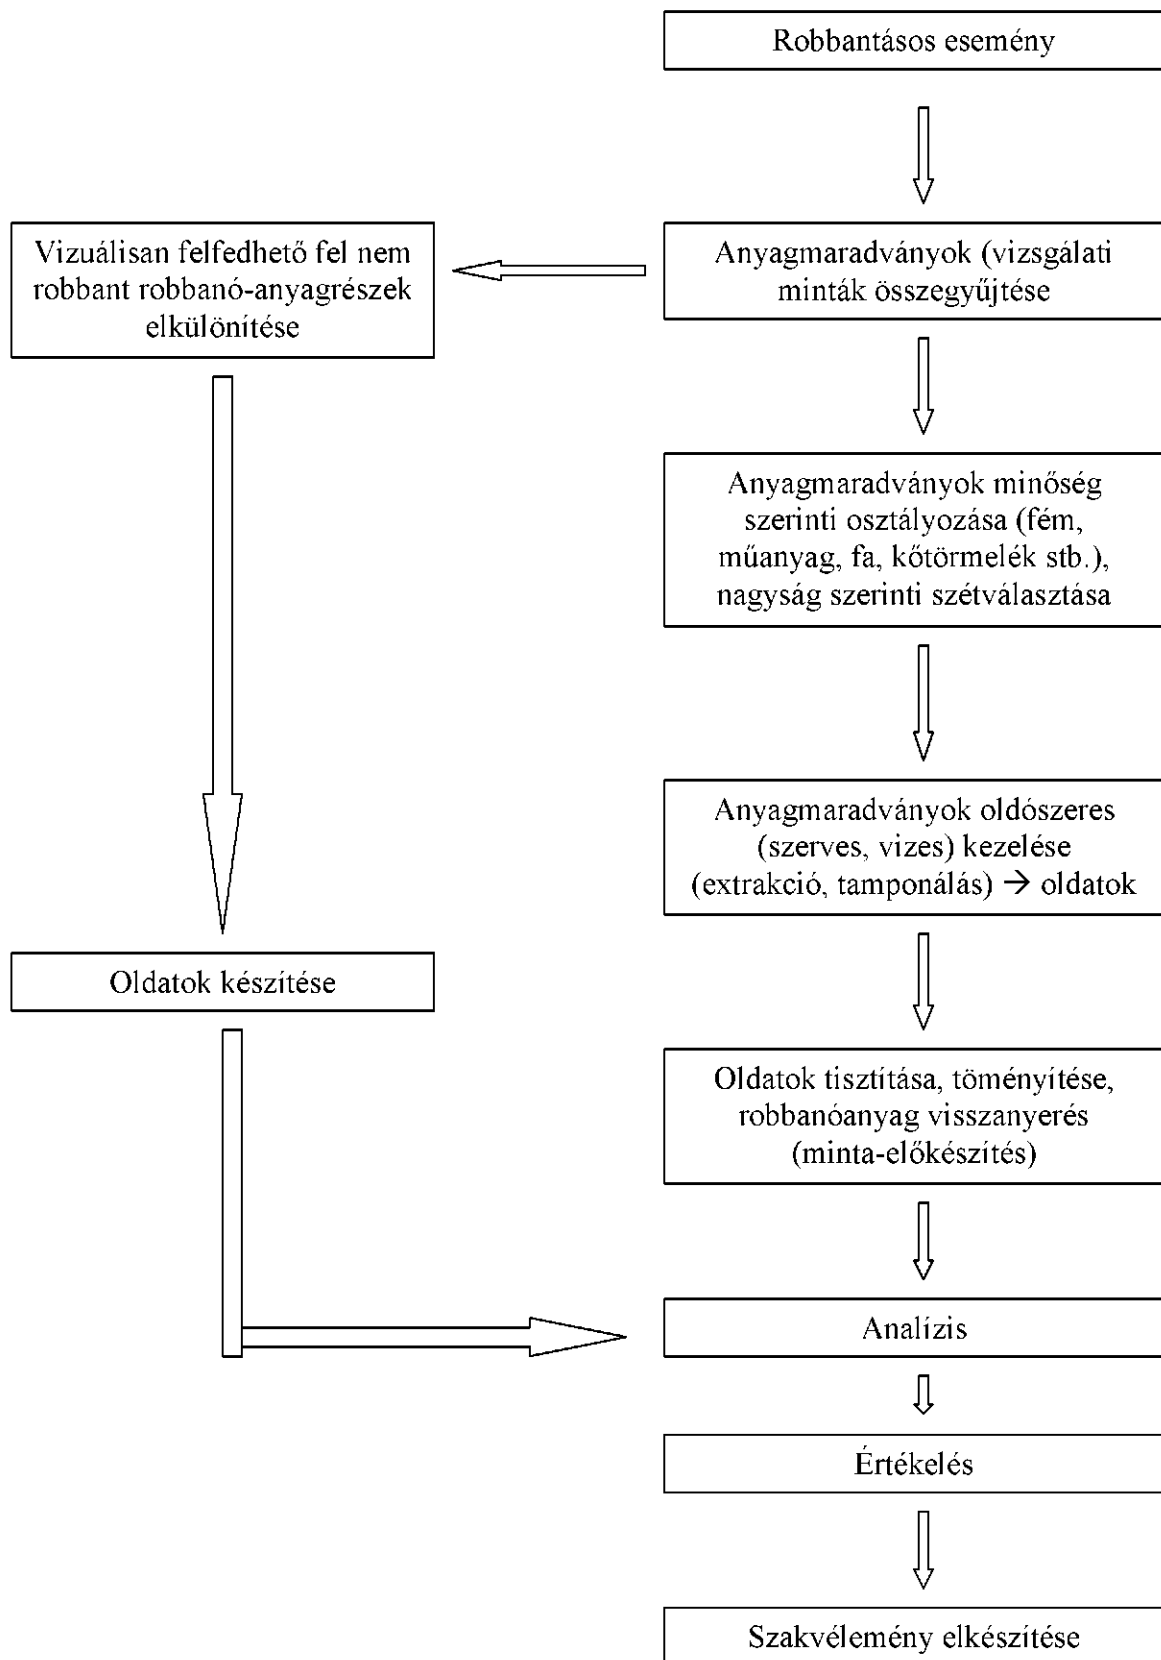 Robbantásos esemény
Vizuálisan felfedhető fel nem
robbant robbanó-anyagrészek
elkülönítése
Anyagmaradványok (vizsgálati
minták összegyűjtése
Anyagmaradványok minőség
szerinti osztályozása (fém,
műanyag, fa, kőtörmelék stb.),
nagyság szerinti szétválasztása
Anyagmaradványok oldószeres
(szerves, vizes) kezelése
(extrakció, tamponálás) → oldatok
Oldatok készítése
Oldatok tisztítása, töményítése,
robbanóanyag visszanyerés
(minta-előkészítés)
Analízis
Értékelés
Szakvélemény elkészítése